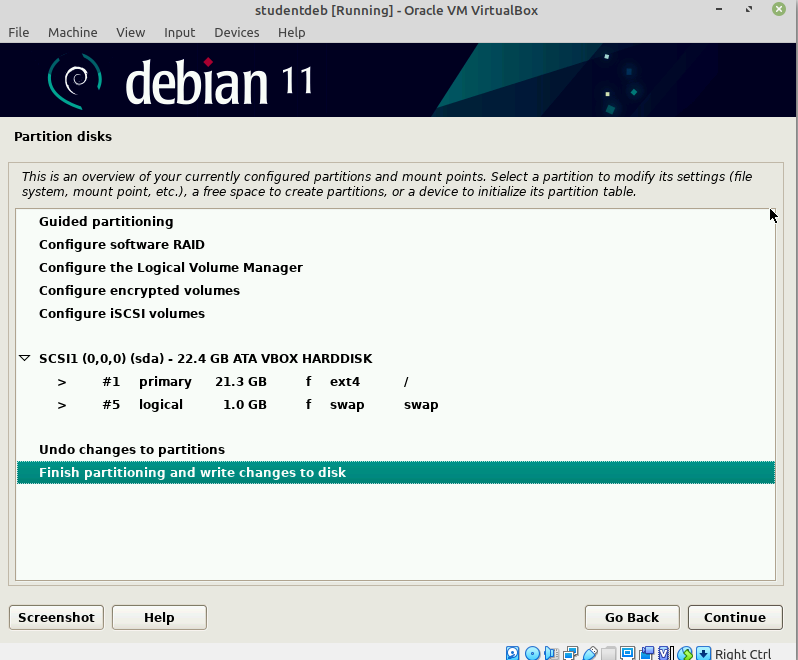 studentdeb [Running] - Oracle VM VirtualBox
File Machine View Input Devices Help
debian 11
Partition disks
This is an overview of your currently configured partitions and mount points. Select a partition to modify its settings (file
system, mount point, etc.), a free space to create partitions, or a device to initialize its partition table.
Guided partitioning
Configure software RAID
Configure the Logical Volume Manager
Configure encrypted volumes
Configure iSCSI volumes
SCSI1 (0,0,0) (sda) - 22.4 GB ATA VBOX HARDDISK
> #1 primary 21.3 GB f ext4 /
> #5 logical 1.0 GB f swap swap
Undo changes to partitions
Finish partitioning and write changes to disk
Screenshot Help Go Back Continue
Right Ctrl